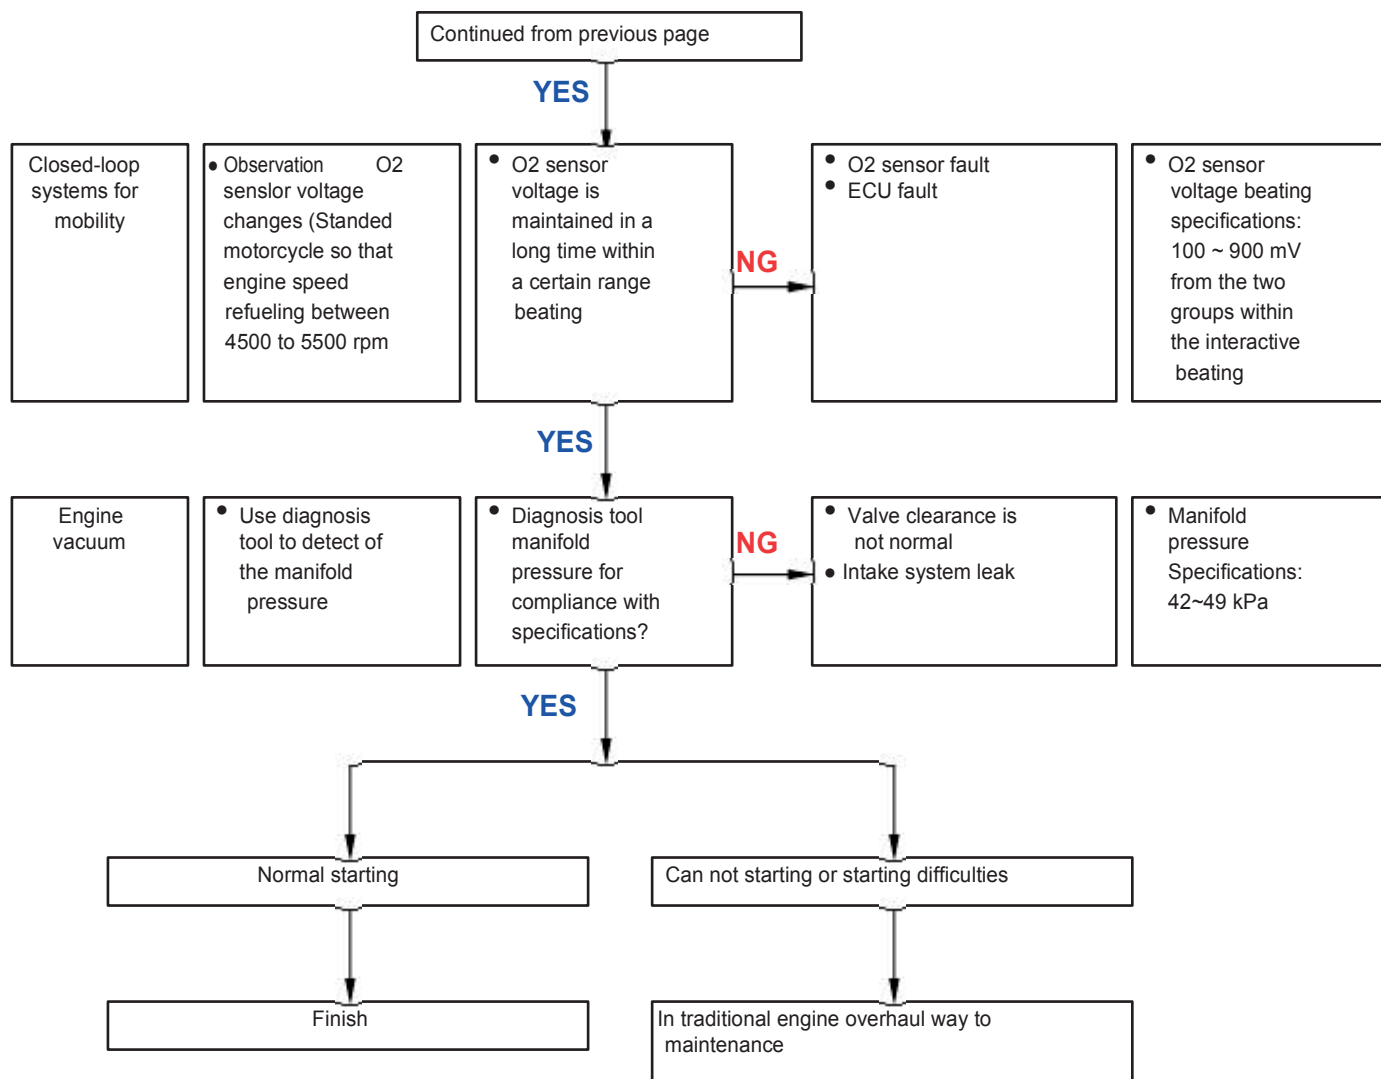 Continued from previous page
YES
Closed-loop
systems for
mobility
• Observation O2
senslor voltage
changes (Standed
motorcycle so that
engine speed
refueling between
4500 to 5500 rpm
• O2 sensor
voltage is
maintained in a
long time within
a certain range
beating
NG
• O2 sensor fault
• ECU fault
• O2 sensor
voltage beating
specifications:
100 ~ 900 mV
from the two
groups within
the interactive
beating
YES
Engine
vacuum
• Use diagnosis
tool to detect of
the manifold
pressure
• Diagnosis tool
manifold
pressure for
compliance with
specifications?
NG
• Valve clearance is
not normal
• Intake system leak
• Manifold
pressure
Specifications:
42~49 kPa
YES
Normal starting
Can not starting or starting difficulties
Finish
In traditional engine overhaul way to
maintenance